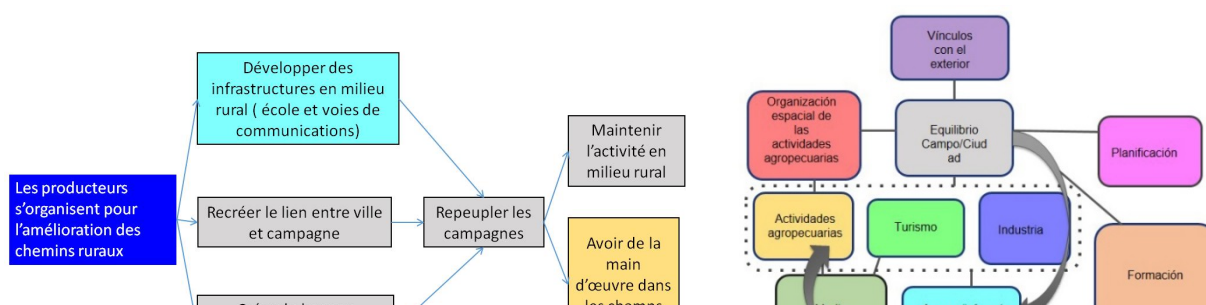 Développer des
infrastructures en milieu
rural ( école et voies de
communications)
Les producteurs
s'organisent pour
l'amélioration des
chemins ruraux
Recréer le lien entre ville
et campagne
Repeupler les
campagnes
Maintenir
l'activité en
milieu rural
Avoir de la
main
d'œuvre dans
les champs
Vínculos
con el
exterior
Organización
espacial de
las
actividades
agropecuarias
Equilibrio
Campo/Ciud
ad
Planificación
Actividades
agropecuarias
Turismo
Industria
Formación